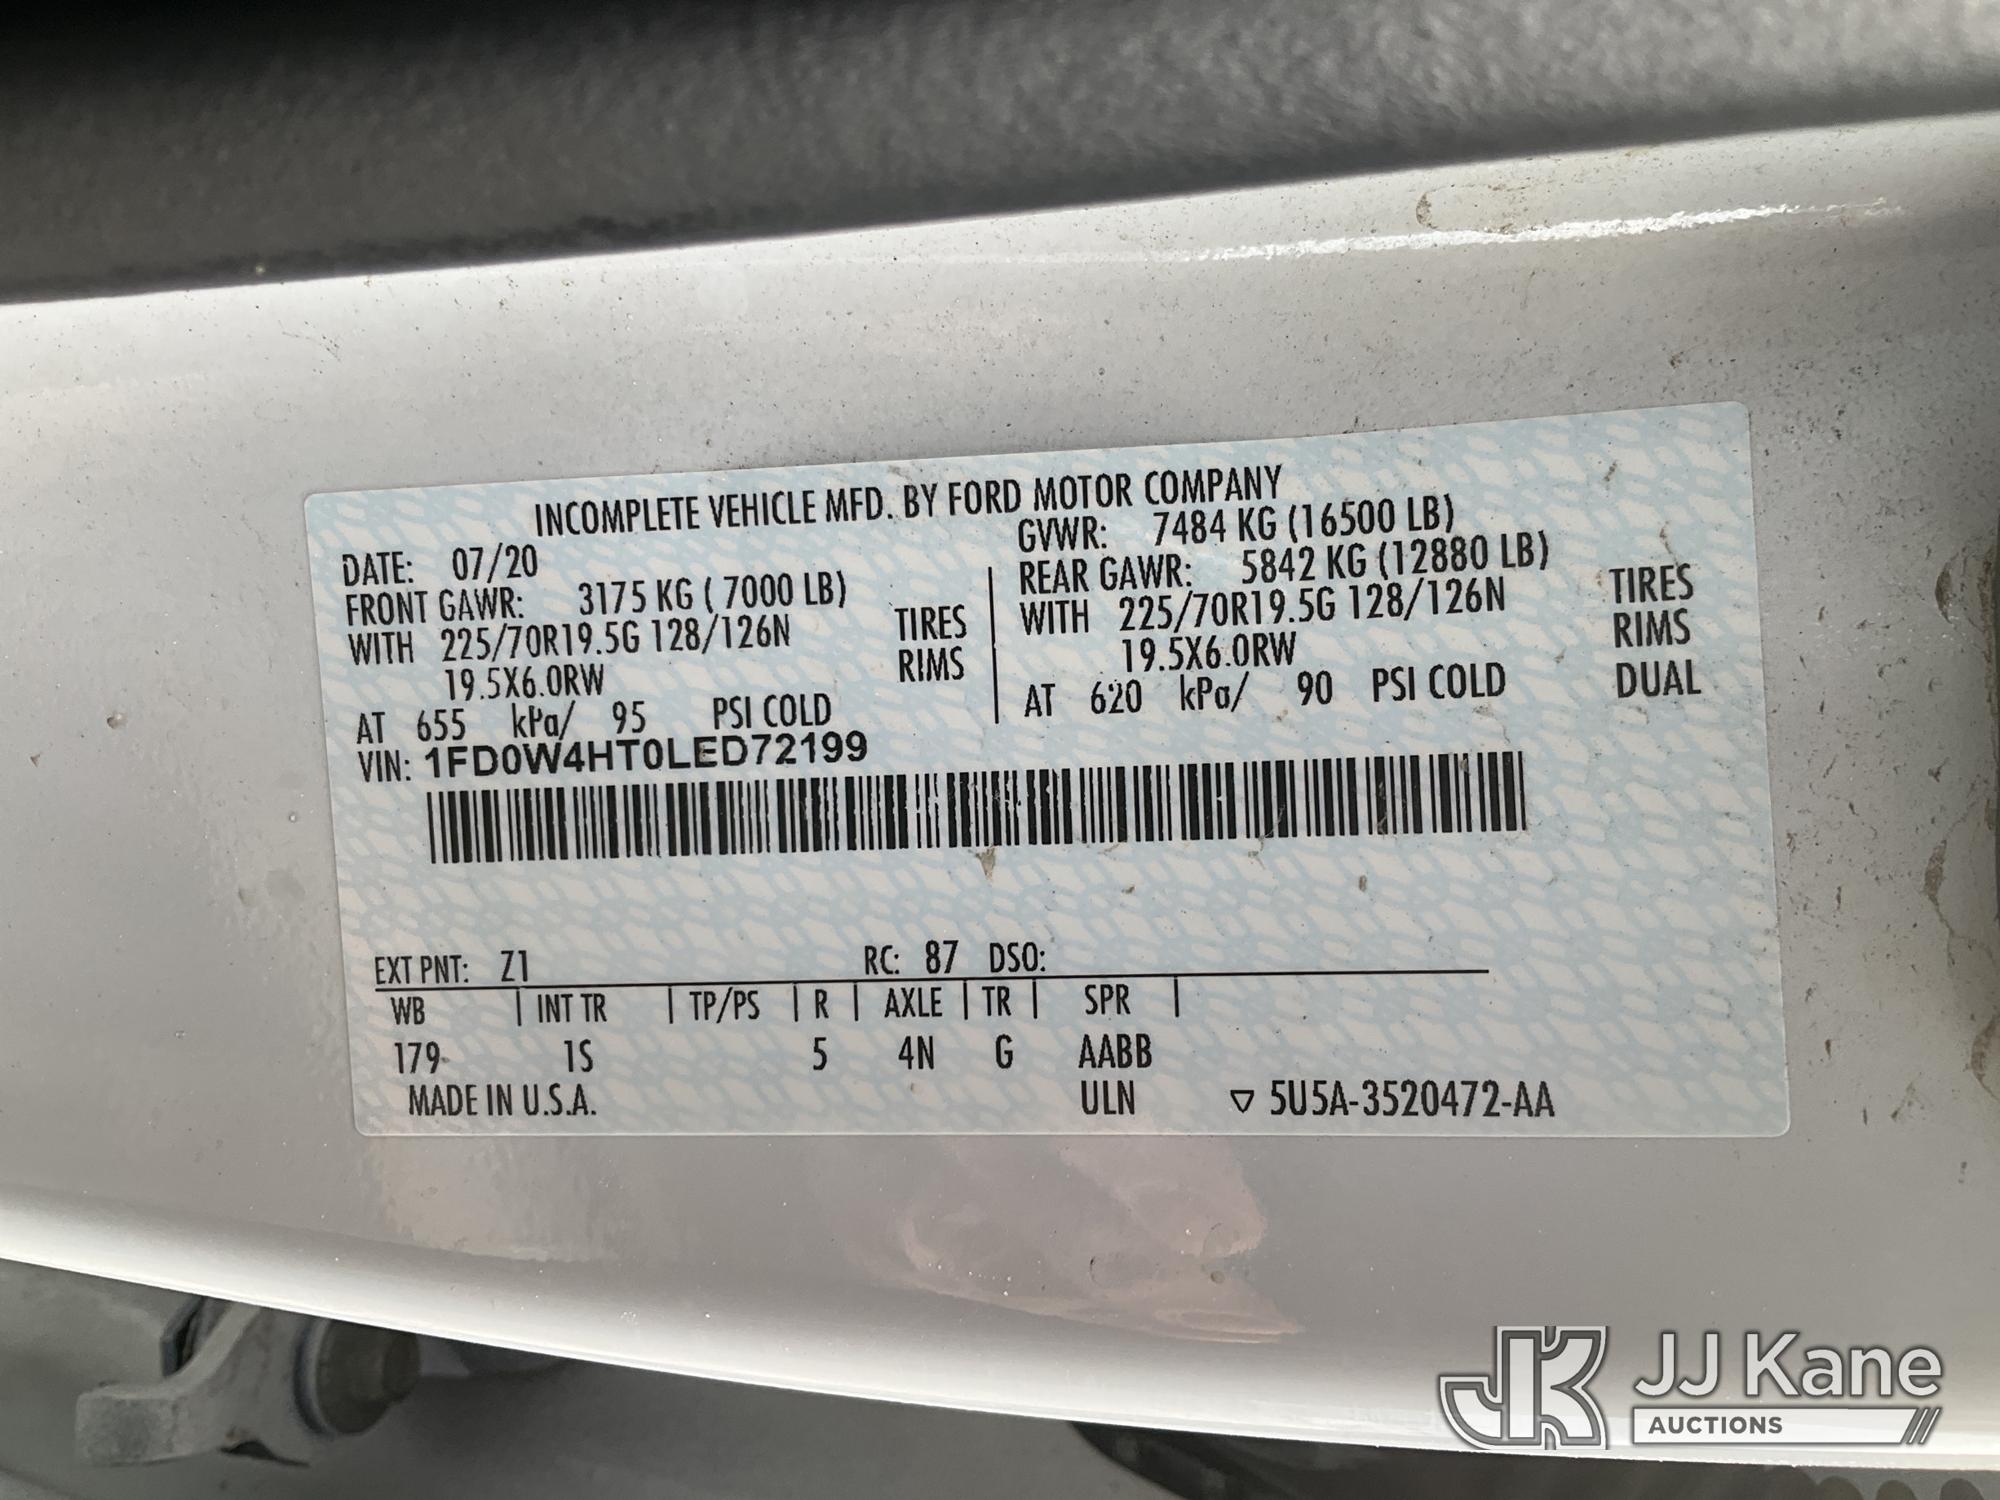 INCOMPLETE VEHICLE MFD. BY FORD MOTOR COMPANY
DATE: 07/20 GVWR: 7484 KG (16500 LB)
FRONT GAWR: 3175 KG ( 7000 LB) REAR GAWR: 5842 KG (12880 LB)
WITH 225/70R19.5G 128/126N TIRES WITH 225/70R19.5G 128/126N TIRES
19.5X6.0RW RIMS 19.5X6.0RW RIMS
AT 655 kPa/ 95 PSI COLD AT 620 kPa/ 90 PSI COLD DUAL
VIN: 1FD0W4HT0LED72199
EXT PNT: Z1 RC: 87 DSO:
WB | INT TR | TP/PS | R | AXLE | TR | SPR |
179 1S 5 4N G AABB
MADE IN U.S.A. ULN ▽ 5U5A-3520472-AA
JK JJ Kane
AUCTIONS